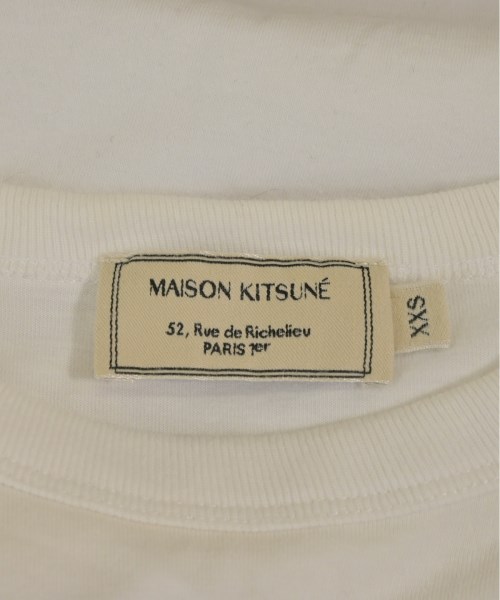 MAISON KITSUNÉ
52, Rue de Richelieu
PARIS 1er
XXS